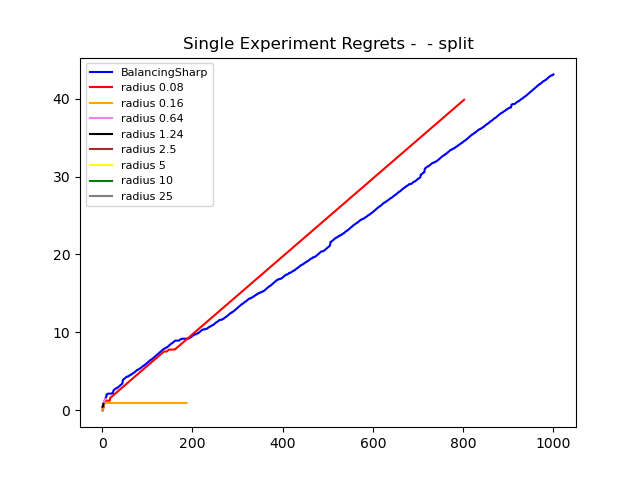 Single Experiment Regrets -  - split
BalancingSharp
radius 0.08
radius 0.16
radius 0.64
radius 1.24
radius 2.5
radius 5
radius 10
radius 25
40
30
20
10
0
0 200 400 600 800 1000